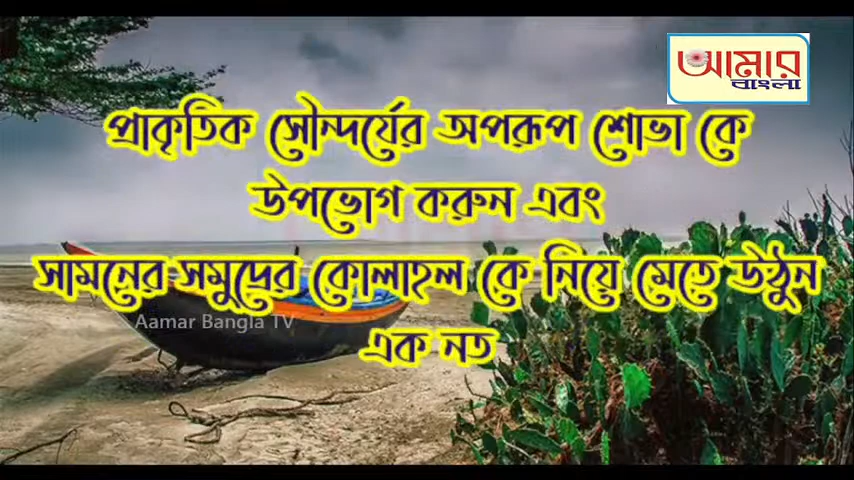 আমার
বাংলা
প্রাকৃতিক সৌন্দর্যের অপরূপ শোভা কে
উপভোগ করুন এবং
সামনের সমুদ্রের কোলাহল কে নিয়ে মেতে উঠুন
Aamar Bangla TV
এক নত